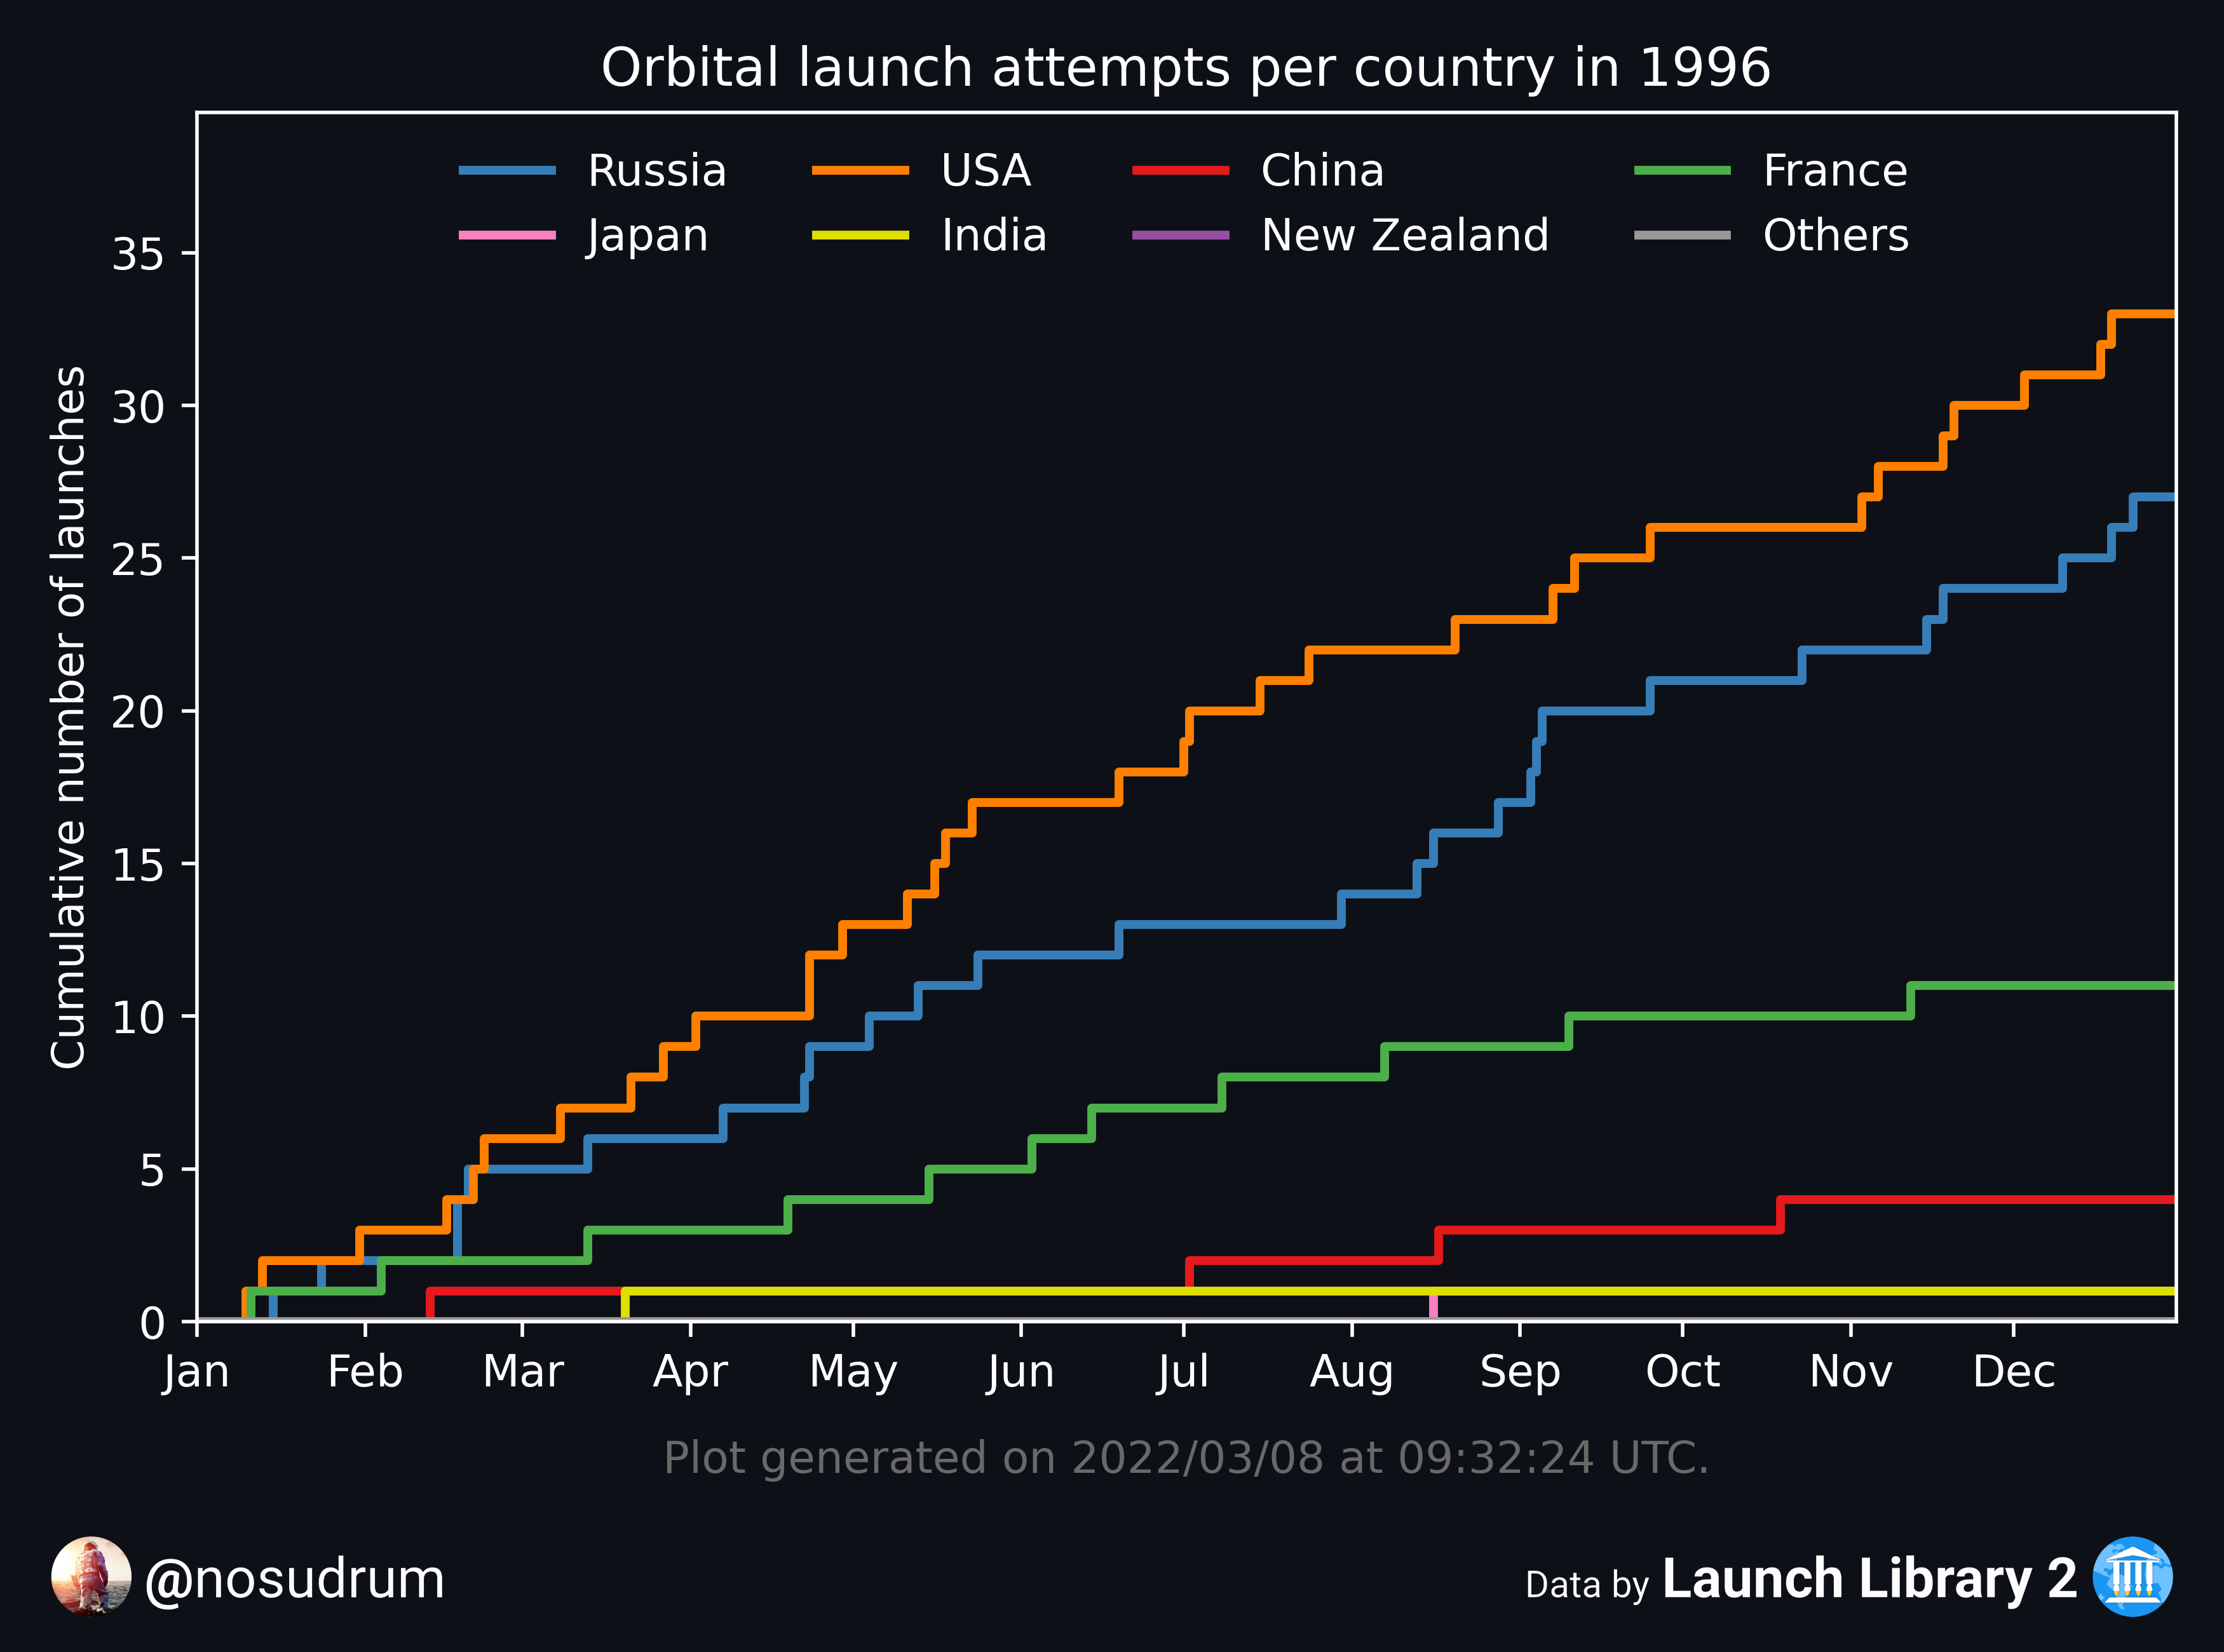 Orbital launch attempts per country in 1996
Russia USA China France
Japan India New Zealand Others
Cumulative number of launches
35
30
25
20
15
10
5
0
Jan Feb Mar Apr May Jun Jul Aug Sep Oct Nov Dec
Plot generated on 2022/03/08 at 09:32:24 UTC.
@nosudrum
Data by Launch Library 2